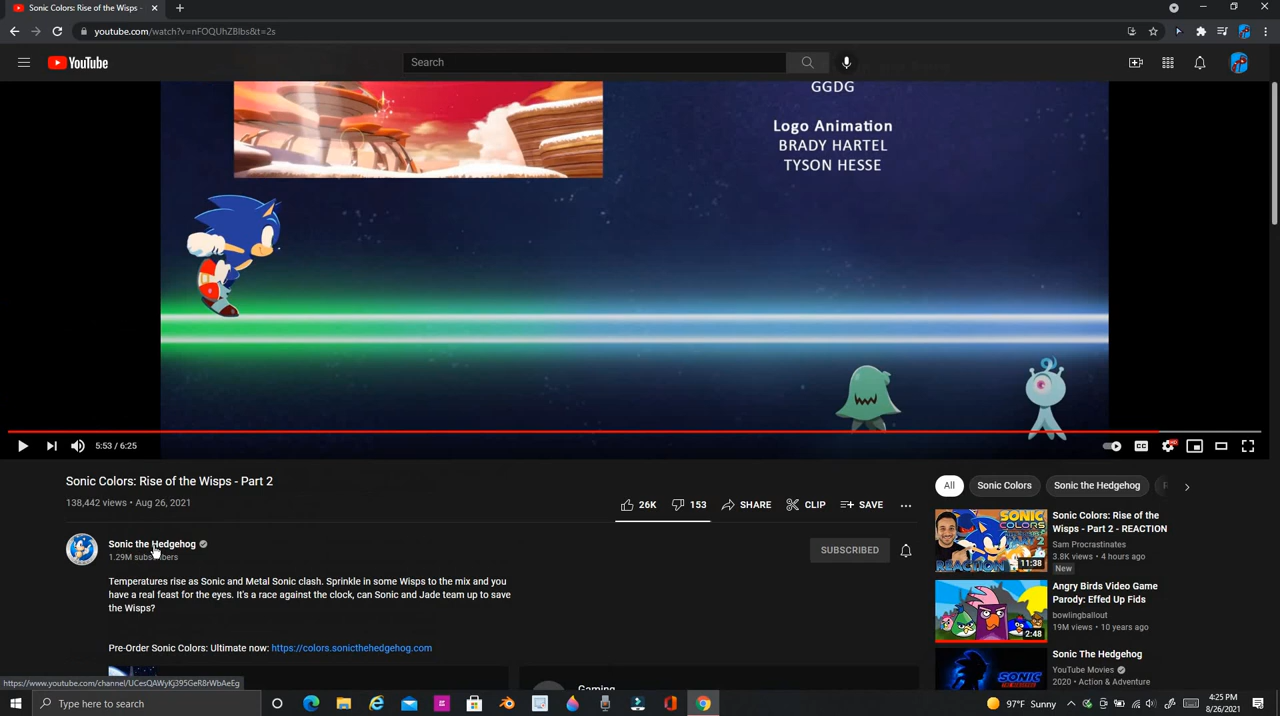 Sonic Colors: Rise of the Wisps -
youtube.com/watch?v=nFOQUhZBlbs&t=2s
YouTube
Search
GGDG
Logo Animation
BRADY HARTEL
TYSON HESSE
5:53 / 6:25
CC
HD
Sonic Colors: Rise of the Wisps - Part 2
138,442 views • Aug 26, 2021
26K
153
SHARE
CLIP
SAVE
All
Sonic Colors
Sonic the Hedgehog
Sonic the Hedgehog
1.29M subscribers
SUBSCRIBED
Temperatures rise as Sonic and Metal Sonic clash. Sprinkle in some Wisps to the mix and you
have a real feast for the eyes. It's a race against the clock, can Sonic and Jade team up to save
the Wisps?
Pre-Order Sonic Colors: Ultimate now: https://colors.sonicthehedgehog.com
Gaming
SONIC
COLORS
REACTION
11:38
Sonic Colors: Rise of the
Wisps - Part 2 - REACTION
Sam Procrastinates
3.8K views • 4 hours ago
New
2:48
Angry Birds Video Game
Parody: Effed Up Fids
bowlingballout
19M views • 10 years ago
SONIC
Sonic The Hedgehog
YouTube Movies
2020 • Action & Adventure
https://www.youtube.com/channel/UCesQAWyKj395GeR8rWbAeEg
Type here to search
97°F Sunny
4:25 PM
8/26/2021